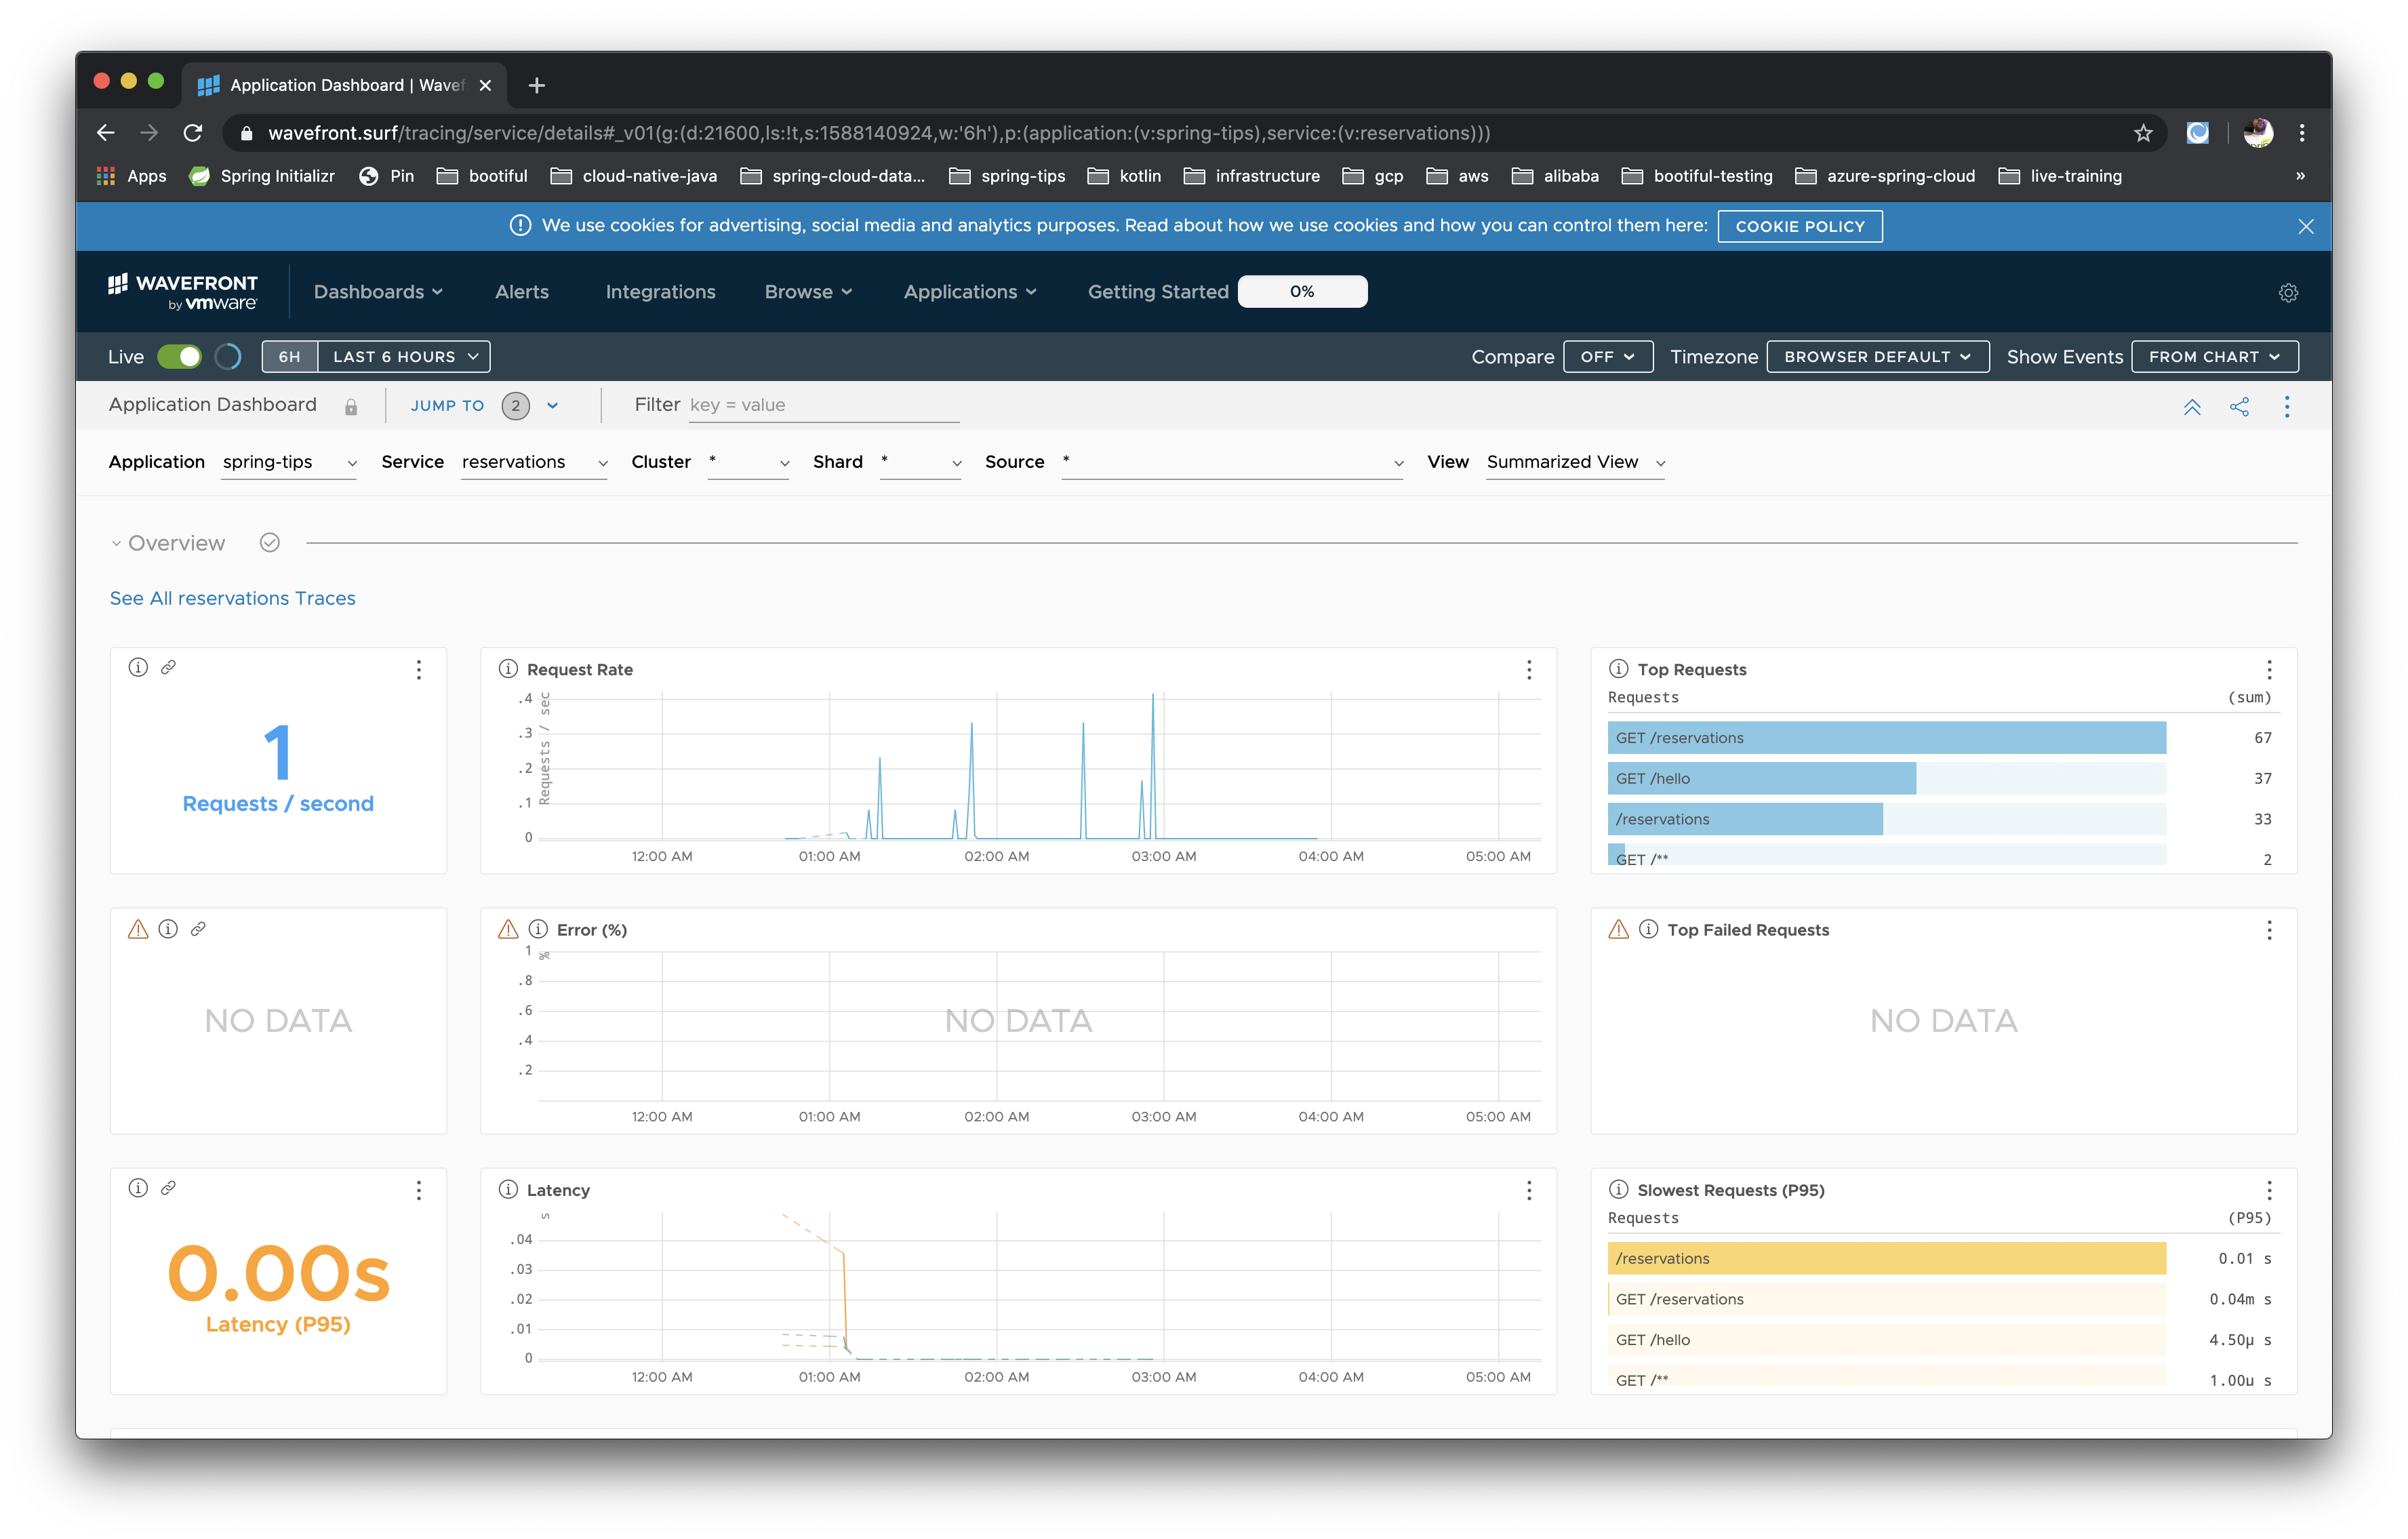 Application Dashboard | Wavef
wavefront.surf/tracing/service/details#_v01(g:(d:21600,ls:!t,s:1588140924,w:'6h'),p:(application:(v:spring-tips),service:(v:reservations)))
Apps Spring Initializr Pin bootiful cloud-native-java spring-cloud-data... spring-tips kotlin infrastructure gcp aws alibaba bootiful-testing azure-spring-cloud live-training »
We use cookies for advertising, social media and analytics purposes. Read about how we use cookies and how you can control them here: COOKIE POLICY
WAVEFRONT
by vmware
Dashboards Alerts Integrations Browse Applications Getting Started 0%
Live 6H LAST 6 HOURS Compare OFF Timezone BROWSER DEFAULT Show Events FROM CHART
Application Dashboard JUMP TO 2 Filter key = value
Application spring-tips Service reservations Cluster * Shard * Source * View Summarized View
Overview
See All reservations Traces
1
Requests / second
Request Rate
Requests / sec
.4
.3
.2
.1
0
12:00 AM 01:00 AM 02:00 AM 03:00 AM 04:00 AM 05:00 AM
Top Requests
Requests (sum)
GET /reservations 67
GET /hello 37
/reservations 33
GET /** 2
NO DATA
Error (%)
%
1
.8
.6
.4
.2
NO DATA
12:00 AM 01:00 AM 02:00 AM 03:00 AM 04:00 AM 05:00 AM
Top Failed Requests
NO DATA
0.00s
Latency (P95)
Latency
s
.04
.03
.02
.01
0
12:00 AM 01:00 AM 02:00 AM 03:00 AM 04:00 AM 05:00 AM
Slowest Requests (P95)
Requests (P95)
/reservations 0.01 s
GET /reservations 0.04m s
GET /hello 4.50µ s
GET /** 1.00µ s